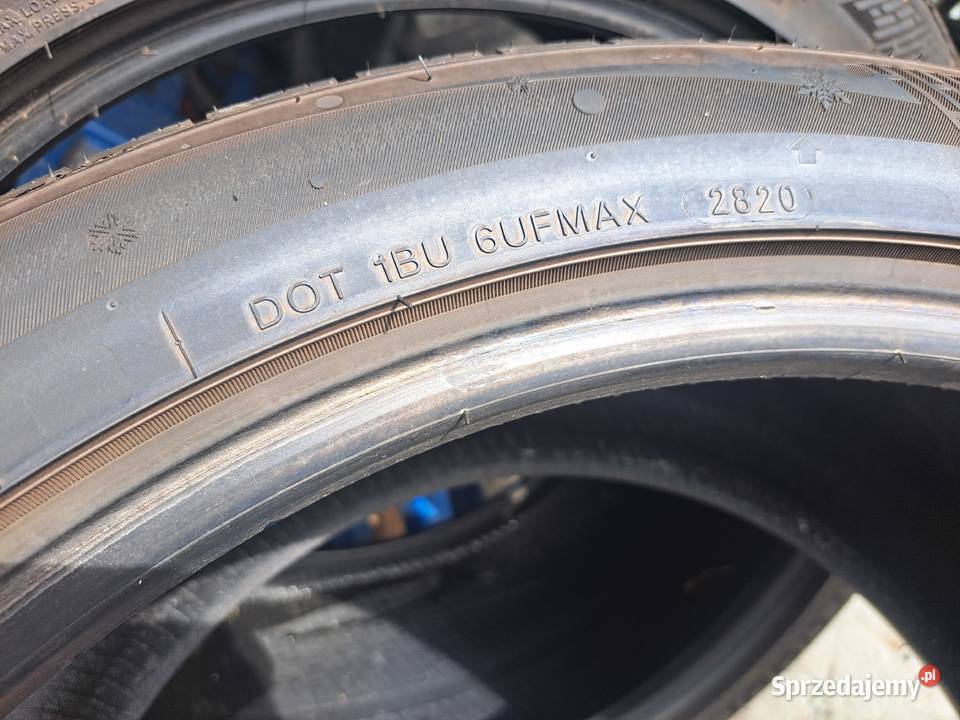 DOT 1BU 6UFMAX 2820
Sprzedajemy.pl